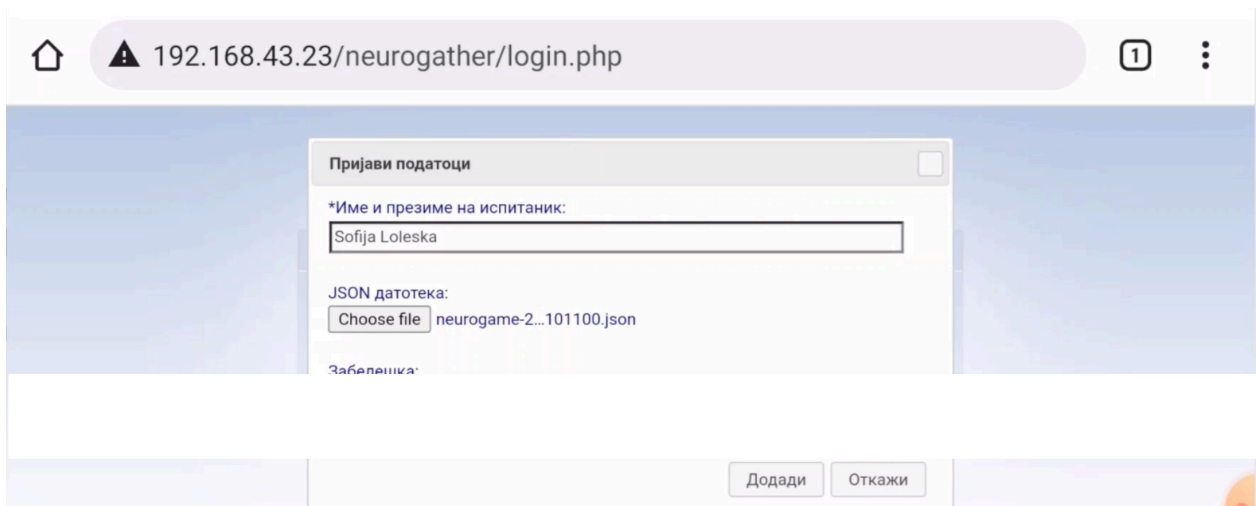 192.168.43.23/neurogather/login.php
1
Пријави податоци
*Име и презиме на испитаник:
Sofija Loleska
JSON датотека:
Choose file neurogame-2...101100.json
Забелешка:
Додади Откажи